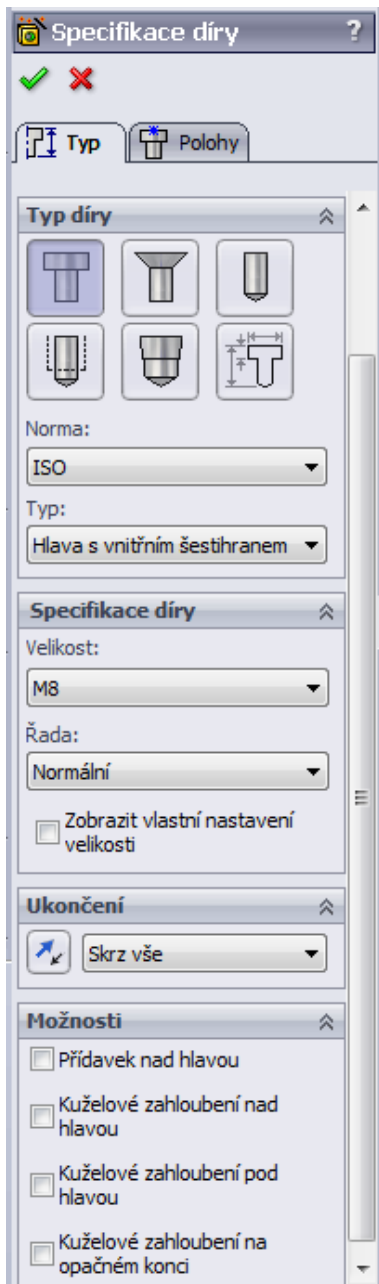 Specifikace díry ?
Typ Polohy
Typ díry
Norma:
ISO
Typ:
Hlava s vnitřním šestihranem
Specifikace díry
Velikost:
M8
Řada:
Normální
Zobrazit vlastní nastavení
velikosti
Ukončení
Skrz vše
Možnosti
Přídavek nad hlavou
Kuželové zahloubení nad
hlavou
Kuželové zahloubení pod
hlavou
Kuželové zahloubení na
opačném konci